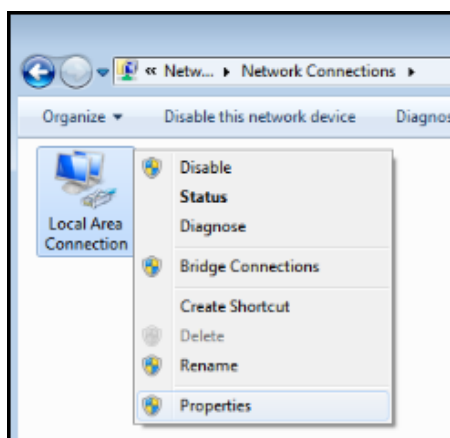 « Netw... ▸ Network Connections ▸
Organize ▾ Disable this network device Diagnos
Local Area
Connection
Disable
Status
Diagnose
Bridge Connections
Create Shortcut
Delete
Rename
Properties